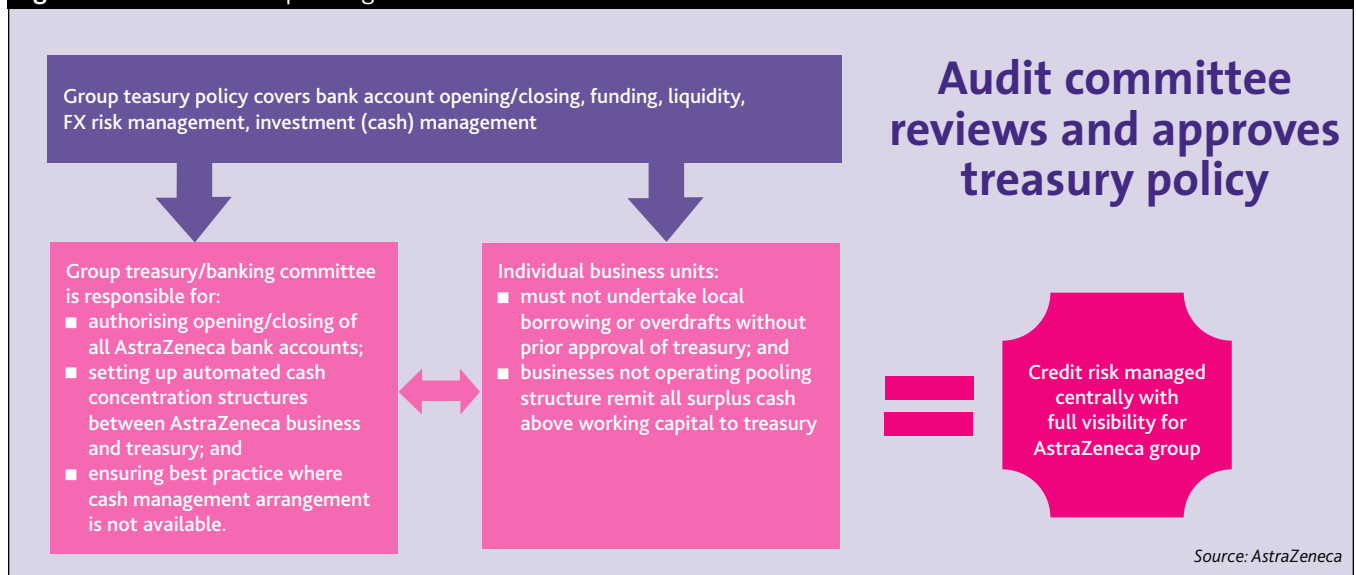 Group teasury policy covers bank account opening/closing, funding, liquidity,
FX risk management, investment (cash) management
Audit committee
reviews and approves
treasury policy
Group treasury/banking committee
is responsible for:
■ authorising opening/closing of
all AstraZeneca bank accounts;
■ setting up automated cash
concentration structures
between AstraZeneca business
and treasury; and
■ ensuring best practice where
cash management arrangement
is not available.
Individual business units:
■ must not undertake local
borrowing or overdrafts without
prior approval of treasury; and
■ businesses not operating pooling
structure remit all surplus cash
above working capital to treasury
Credit risk managed
centrally with
full visibility for
AstraZeneca group
Source: AstraZeneca